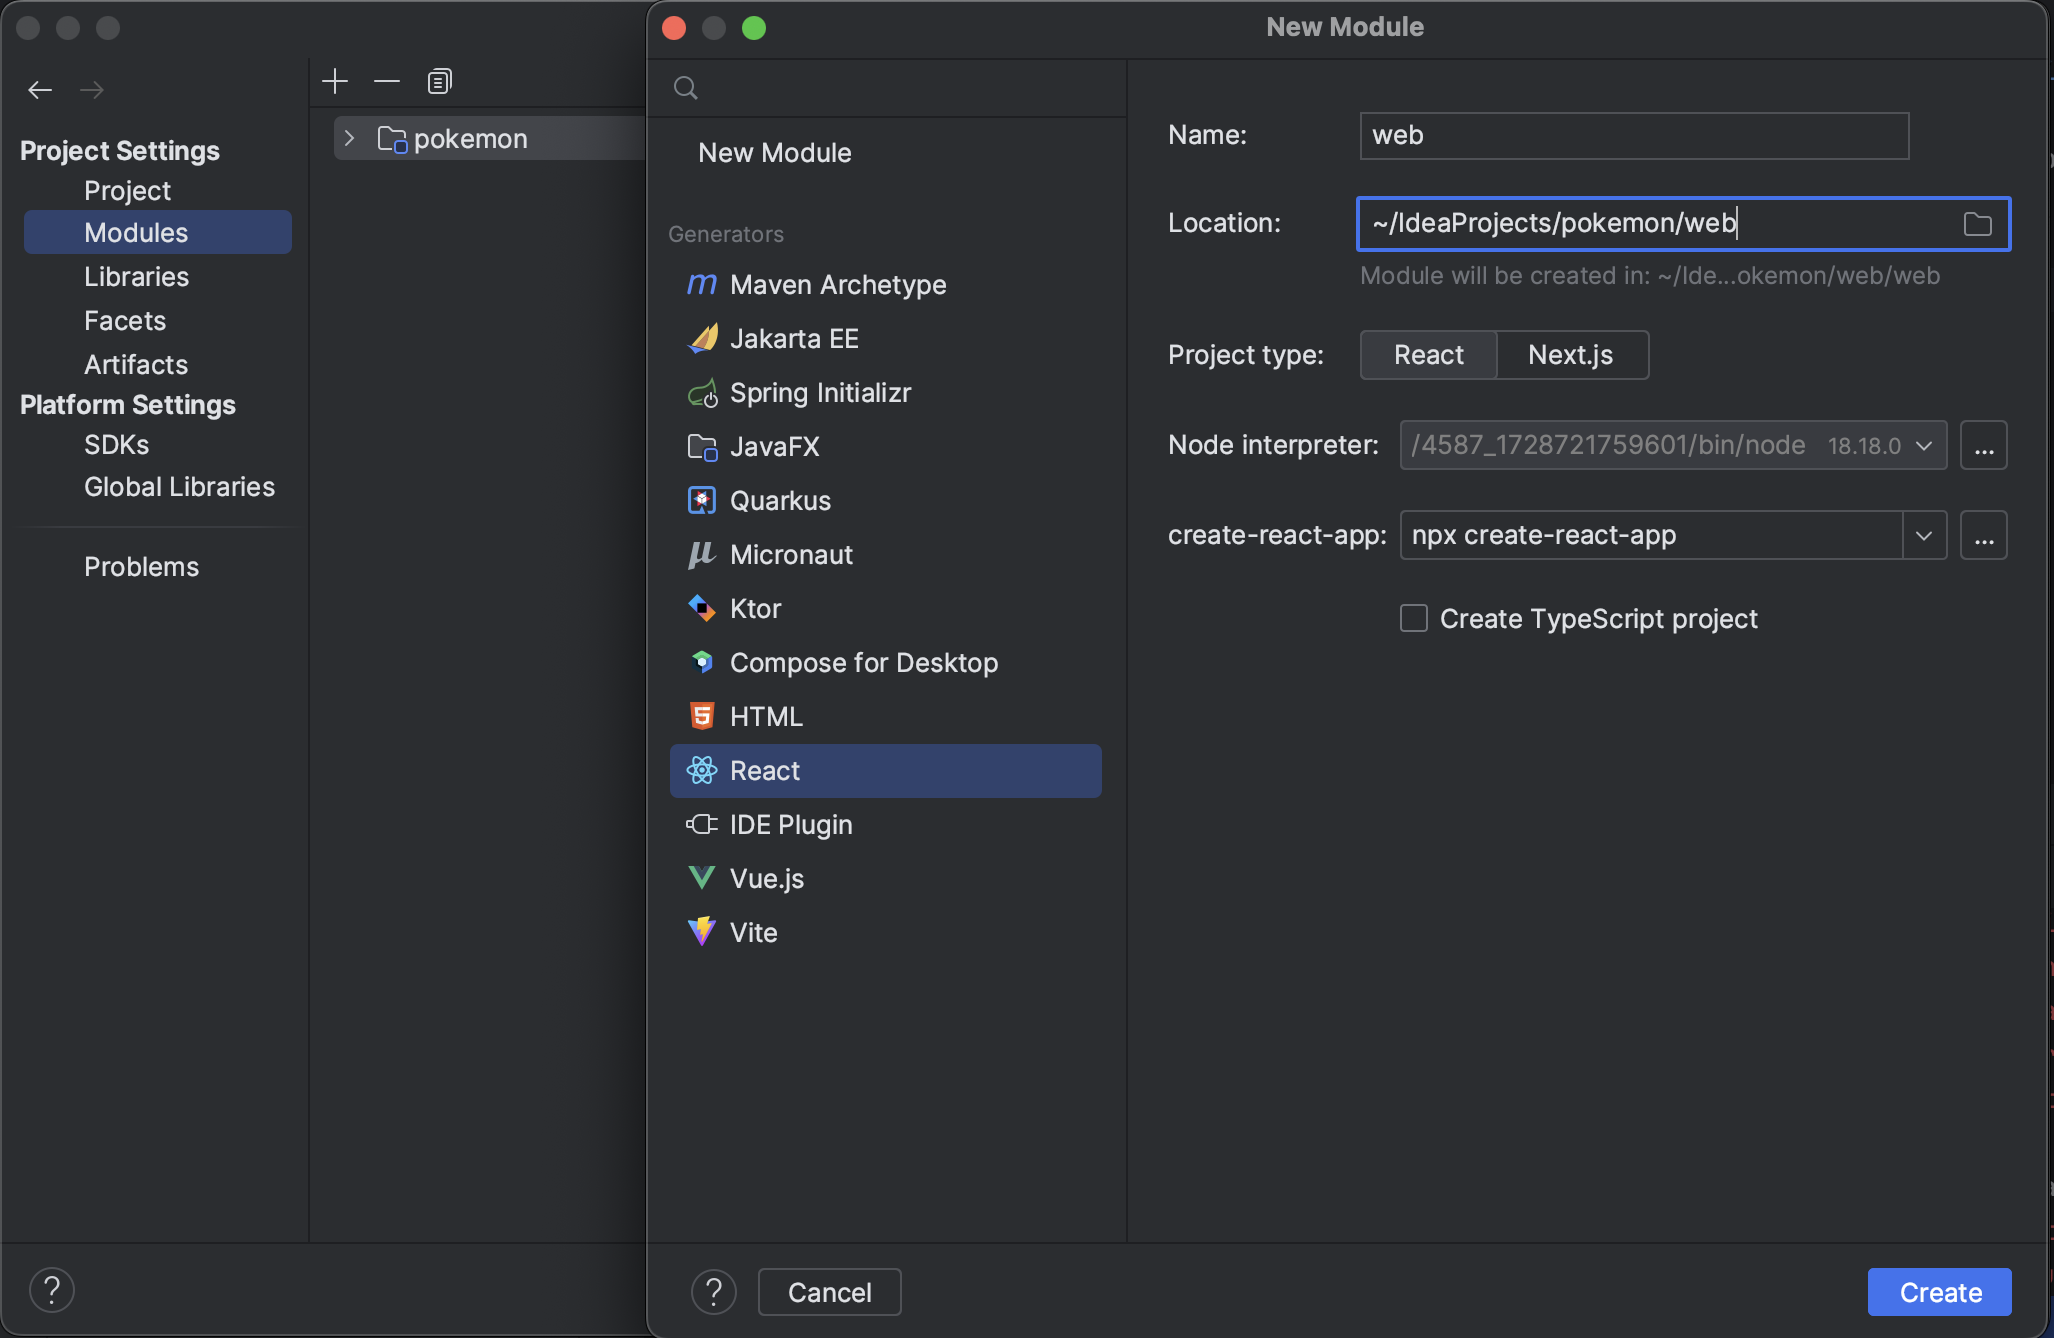 New Module
Project Settings
Project
Modules
Libraries
Facets
Artifacts
Platform Settings
SDKs
Global Libraries
Problems
pokemon
New Module
Generators
Maven Archetype
Jakarta EE
Spring Initializr
JavaFX
Quarkus
Micronaut
Ktor
Compose for Desktop
HTML
React
IDE Plugin
Vue.js
Vite
Name: web
Location: ~/IdeaProjects/pokemon/web
Module will be created in: ~/Ide...okemon/web/web
Project type: React Next.js
Node interpreter: /4587_1728721759601/bin/node 18.18.0 ...
create-react-app: npx create-react-app ...
Create TypeScript project
? ? Cancel Create